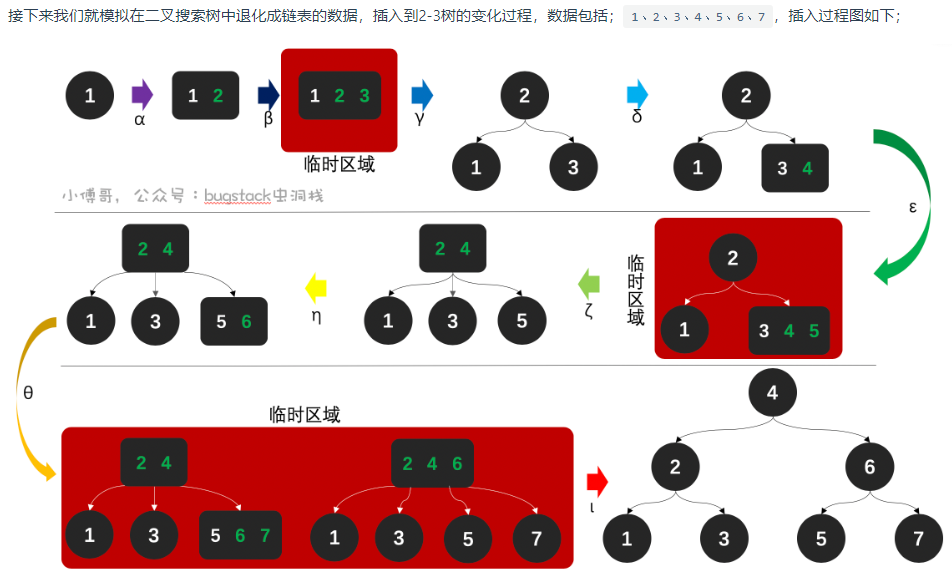 接下来我们就模拟在二叉搜索树中退化成链表的数据，插入到2-3树的变化过程，数据包括；1、2、3、4、5、6、7，插入过程图如下；
1 α 1 2 β 1 2 3 γ 2 δ 2
1 3 1 3 4
临时区域
小傅哥，公众号：bugstack虫洞栈
ε
2 4 2 4 临时区域 2
η ζ
1 3 5 6 1 3 5 1 3 4 5
θ
4
临时区域
2 4 2 4 6 2 6
ι
1 3 5 6 7 1 3 5 7 1 3 5 7